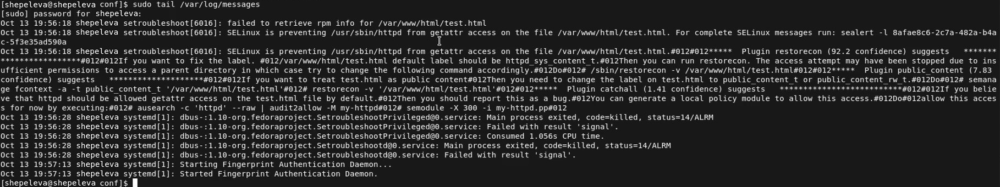 [shepeleva@shepeleva conf]$ sudo tail /var/log/messages
[sudo] password for shepeleva:
Oct 13 19:56:18 shepeleva setroubleshoot[6016]: failed to retrieve rpm info for /var/www/html/test.html
Oct 13 19:56:18 shepeleva setroubleshoot[6016]: SELinux is preventing /usr/sbin/httpd from getattr access on the file /var/www/html/test.html. For complete SELinux messages run: sealert -l 8afae8c6-2c7a-482a-b4a
c-5f3e35ad590a
Oct 13 19:56:18 shepeleva setroubleshoot[6016]: SELinux is preventing /usr/sbin/httpd from getattr access on the file /var/www/html/test.html.#012#012*****  Plugin restorecon (92.2 confidence) suggests   *******
*****************#012#012If you want to fix the label. #012/var/www/html/test.html default label should be httpd_sys_content_t.#012Then you can run restorecon. The access attempt may have been stopped due to ins
ufficient permissions to access a parent directory in which case try to change the following command accordingly.#012Do#012# /sbin/restorecon -v /var/www/html/test.html#012#012*****  Plugin public_content (7.83 
confidence) suggests   ********************#012#012If you want to treat test.html as public content#012Then you need to change the label on test.html to public_content_t or public_content_rw_t.#012Do#012# semana
ge fcontext -a -t public_content_t '/var/www/html/test.html'#012# restorecon -v '/var/www/html/test.html'#012#012*****  Plugin catchall (1.41 confidence) suggests   **************************#012#012If you belie
ve that httpd should be allowed getattr access on the test.html file by default.#012Then you should report this as a bug.#012You can generate a local policy module to allow this access.#012Do#012allow this acces
s for now by executing:#012# ausearch -c 'httpd' --raw | audit2allow -M my-httpd#012# semodule -X 300 -i my-httpd.pp#012
Oct 13 19:56:28 shepeleva systemd[1]: dbus-:1.10-org.fedoraproject.SetroubleshootPrivileged@0.service: Main process exited, code=killed, status=14/ALRM
Oct 13 19:56:28 shepeleva systemd[1]: dbus-:1.10-org.fedoraproject.SetroubleshootPrivileged@0.service: Failed with result 'signal'.
Oct 13 19:56:28 shepeleva systemd[1]: dbus-:1.10-org.fedoraproject.SetroubleshootPrivileged@0.service: Consumed 1.056s CPU time.
Oct 13 19:56:28 shepeleva systemd[1]: dbus-:1.10-org.fedoraproject.Setroubleshootd@0.service: Main process exited, code=killed, status=14/ALRM
Oct 13 19:56:28 shepeleva systemd[1]: dbus-:1.10-org.fedoraproject.Setroubleshootd@0.service: Failed with result 'signal'.
Oct 13 19:57:13 shepeleva systemd[1]: Starting Fingerprint Authentication Daemon...
Oct 13 19:57:13 shepeleva systemd[1]: Started Fingerprint Authentication Daemon.
[shepeleva@shepeleva conf]$